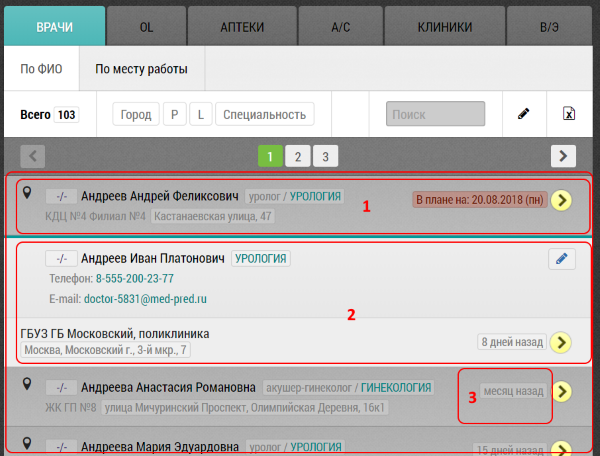 ВРАЧИ OL АПТЕКИ А/С КЛИНИКИ В/Э
По ФИО По месту работы
Всего 103 Город P L Специальность Поиск
1 2 3
-/- Андреев Андрей Феликсович уролог / УРОЛОГИЯ 1 В плане на: 20.08.2018 (пн)
КДЦ №4 Филиал №4 Кастанаевская улица, 47
-/- Андреев Иван Платонович УРОЛОГИЯ
Телефон: 8-555-200-23-77
E-mail: doctor-5831@med-pred.ru
2
ГБУЗ ГБ Московский, поликлиника
Москва, Московский г., 3-й мкр., 7 8 дней назад
-/- Андреева Анастасия Романовна акушер-гинеколог / ГИНЕКОЛОГИЯ 3 месяц назад
ЖК ГП №8 улица Мичуринский Проспект, Олимпийская Деревня, 16к1
-/- Андреева Мария Эдуардовна уролог / УРОЛОГИЯ 15 дней назад